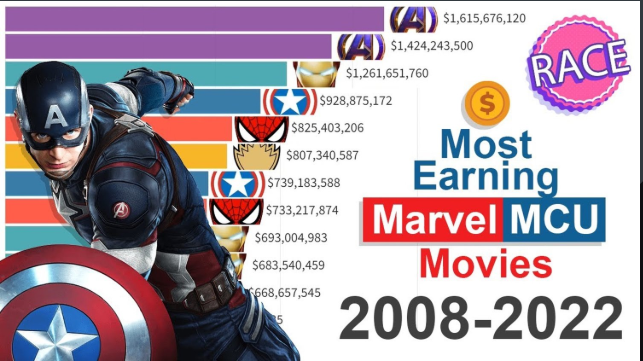 $1,615,676,120
$1,424,243,500
$1,261,651,760
$928,875,172
$825,403,206
$807,340,587
$739,183,588
$733,217,874
$693,004,983
$683,540,459
$668,657,545
A
A
RACE
$
Most
Earning
Marvel MCU
Movies
2008-2022